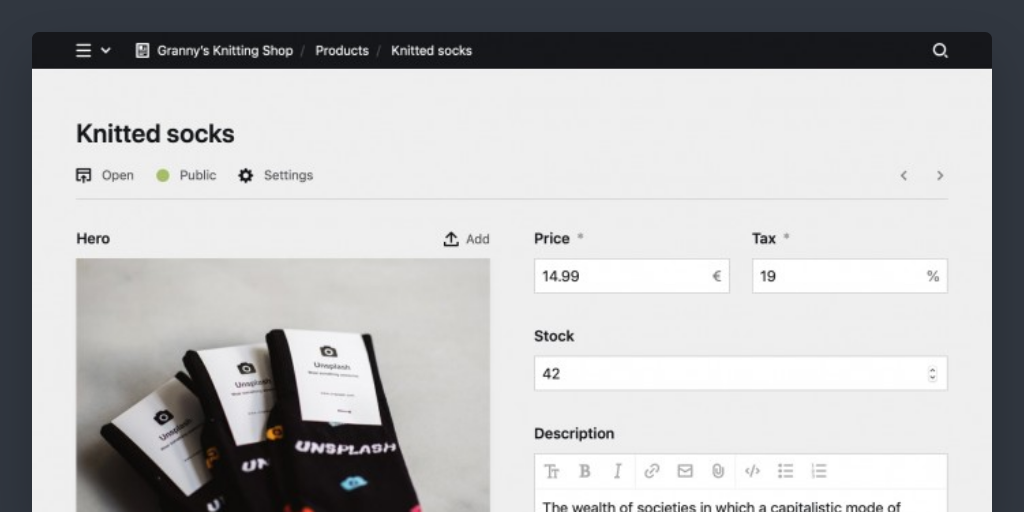 Granny's Knitting Shop / Products / Knitted socks
Knitted socks
Open Public Settings
Hero Add
Price * Tax *
14.99 € 19 %
Stock
42
Description
Unsplash
Unsplash
Unsplash
UNSPLASH
UN
The wealth of societies in which a capitalistic mode of